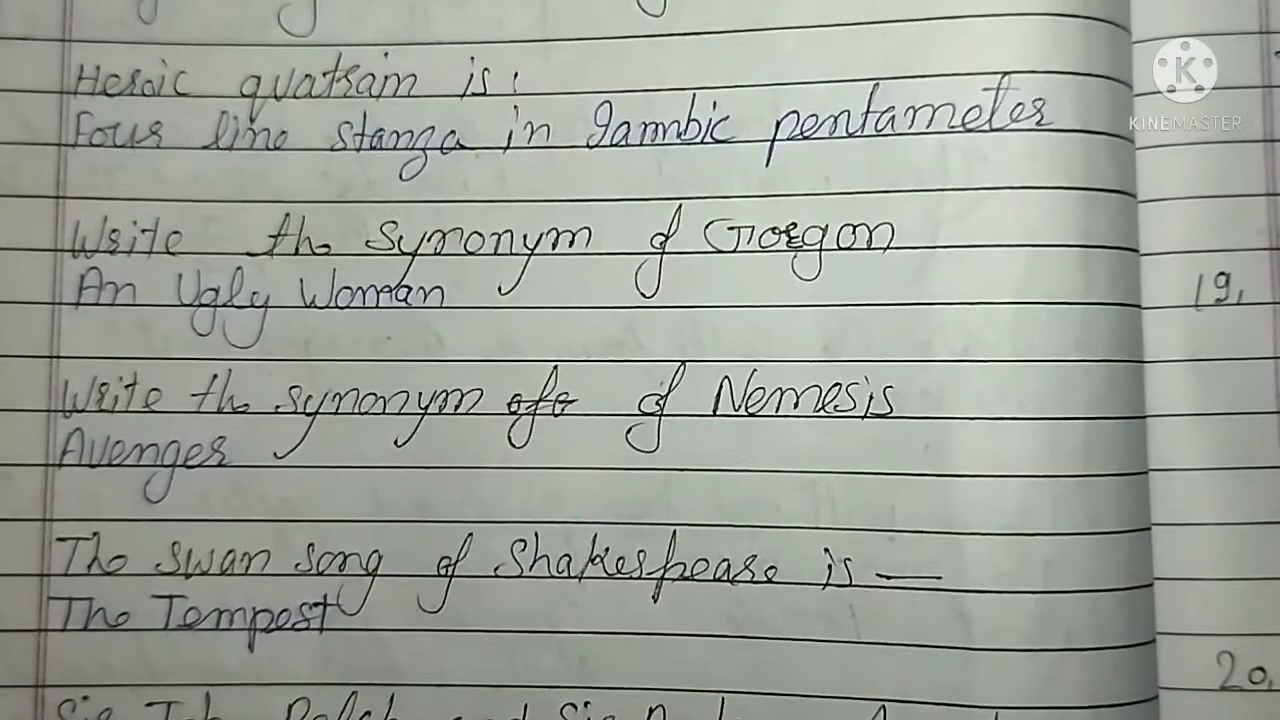 Heroic quatrain is:
Four line stanza in Iambic pentameter
Write the synonym of Gorgon
An Ugly Woman
19,
Write the synonym of Nemesis
Avenger
The swan song of Shakespeare is —
The Tempest
20,
and
K
KINEMASTER